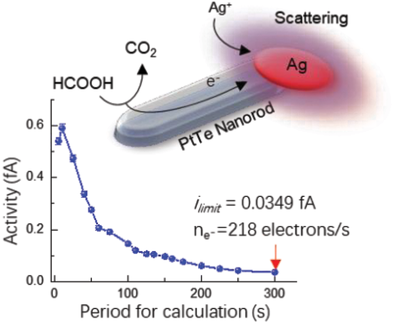 Ag⁺
Scattering
CO₂
Ag
HCOOH
e⁻
PtTe Nanorod
0.6
0.4
0.2
0.0
Activity (fA)
i_limit = 0.0349 fA
n_e-=218 electrons/s
0 100 200 300
Period for calculation (s)